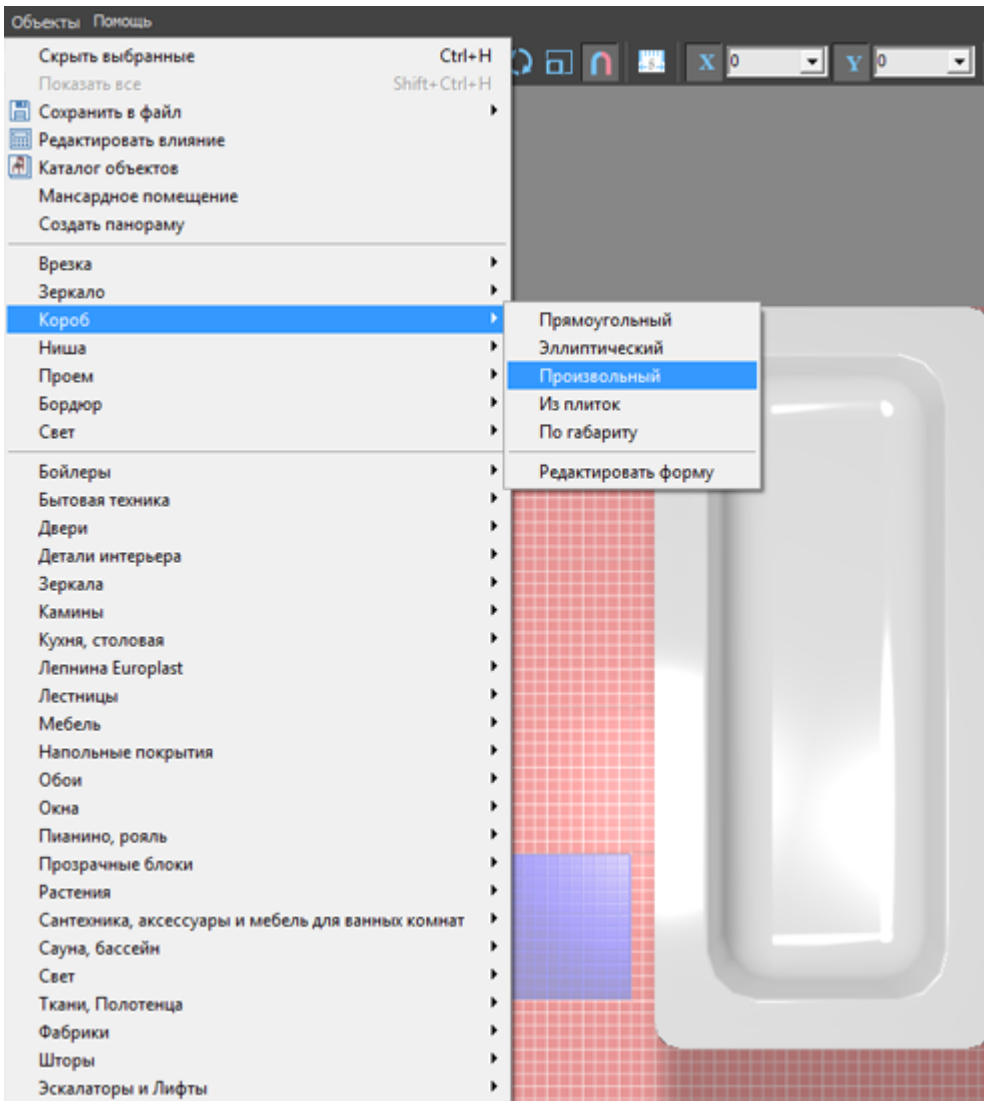 Объекты Помощь
Скрыть выбранные Ctrl+H
Показать все Shift+Ctrl+H
Сохранить в файл
Редактировать влияние
Каталог объектов
Мансардное помещение
Создать панораму
X 0 Y 0
Врезка
Зеркало
Короб
Ниша
Проем
Бордюр
Свет
Прямоугольный
Эллиптический
Произвольный
Из плиток
По габариту
Редактировать форму
Бойлеры
Бытовая техника
Двери
Детали интерьера
Зеркала
Камины
Кухня, столовая
Лепнина Europlast
Лестницы
Мебель
Напольные покрытия
Обои
Окна
Пианино, рояль
Прозрачные блоки
Растения
Сантехника, аксессуары и мебель для ванных комнат
Сауна, бассейн
Свет
Ткани, Полотенца
Фабрики
Шторы
Эскалаторы и Лифты